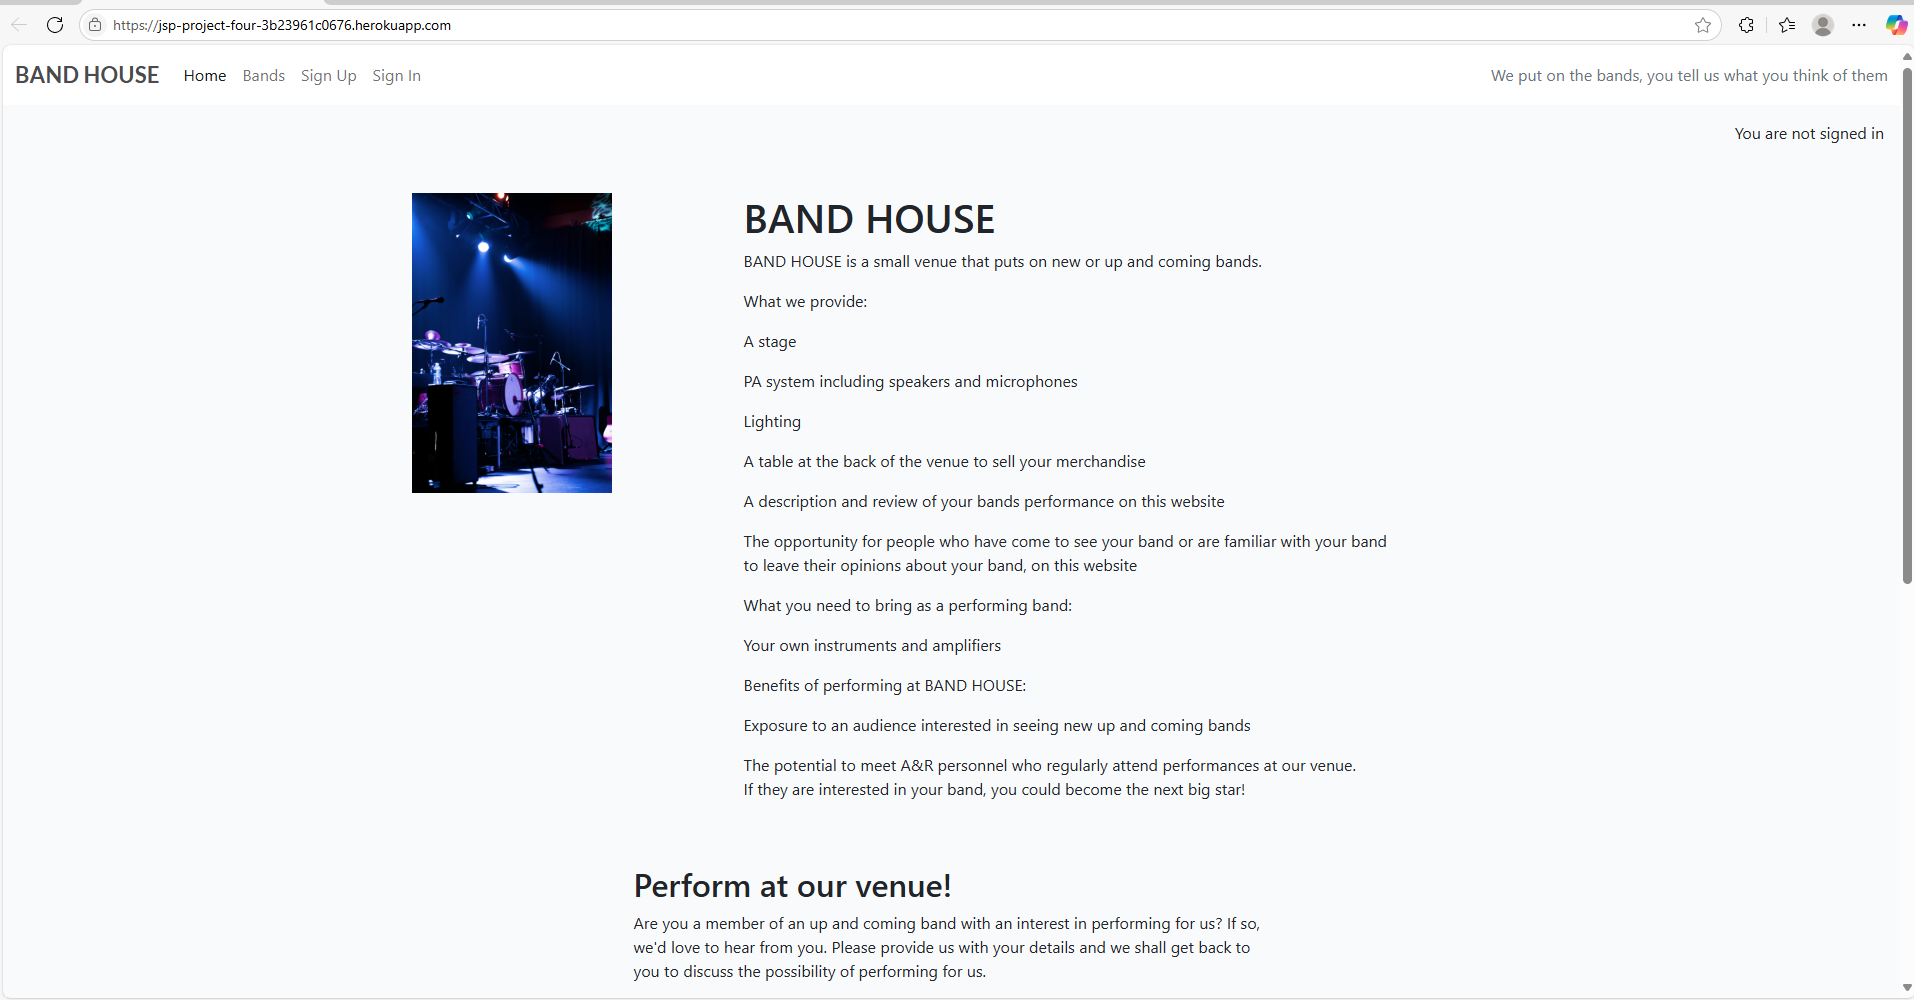 https://jsp-project-four-3b23961c0676.herokuapp.com
BAND HOUSE Home Bands Sign Up Sign In We put on the bands, you tell us what you think of them
You are not signed in
BAND HOUSE
BAND HOUSE is a small venue that puts on new or up and coming bands.
What we provide:
A stage
PA system including speakers and microphones
Lighting
A table at the back of the venue to sell your merchandise
A description and review of your bands performance on this website
The opportunity for people who have come to see your band or are familiar with your band
to leave their opinions about your band, on this website
What you need to bring as a performing band:
Your own instruments and amplifiers
Benefits of performing at BAND HOUSE:
Exposure to an audience interested in seeing new up and coming bands
The potential to meet A&R personnel who regularly attend performances at our venue.
If they are interested in your band, you could become the next big star!
Perform at our venue!
Are you a member of an up and coming band with an interest in performing for us? If so,
we'd love to hear from you. Please provide us with your details and we shall get back to
you to discuss the possibility of performing for us.